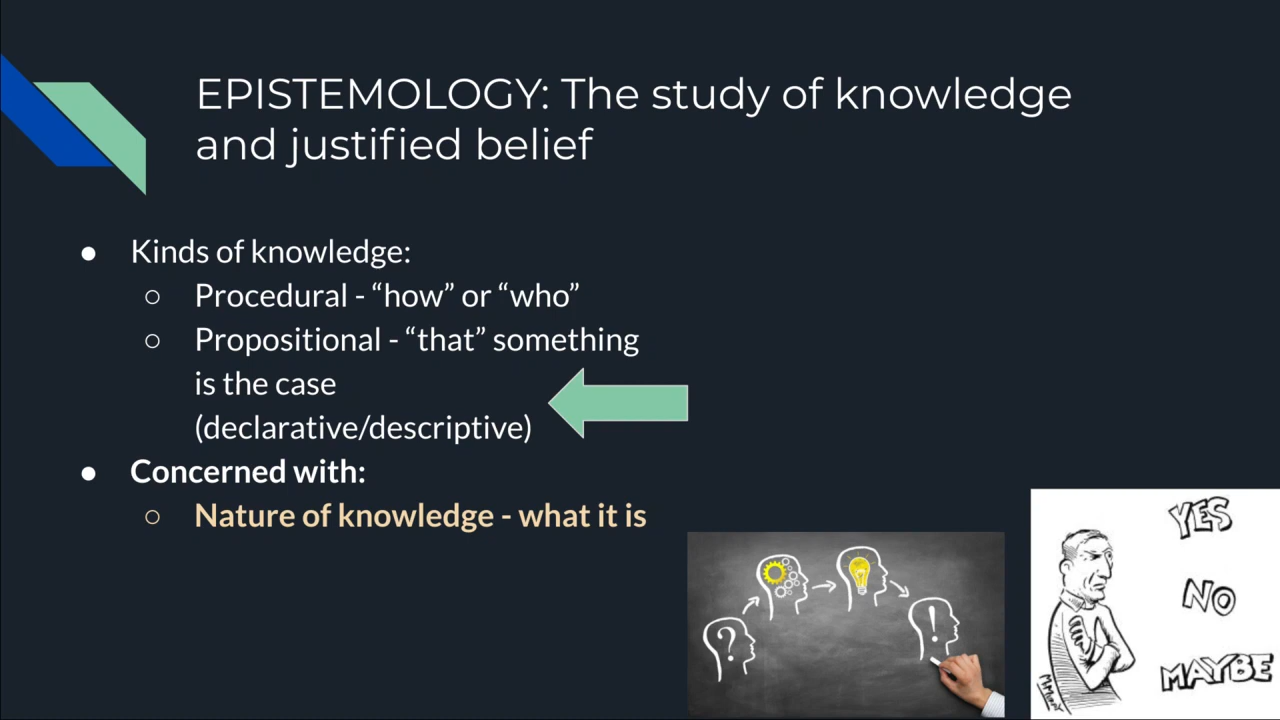 EPISTEMOLOGY: The study of knowledge
and justified belief
● Kinds of knowledge:
○ Procedural - “how” or “who”
○ Propositional - “that” something
is the case
(declarative/descriptive)
● Concerned with:
○ Nature of knowledge - what it is
?
!
YES
NO
MAYBE